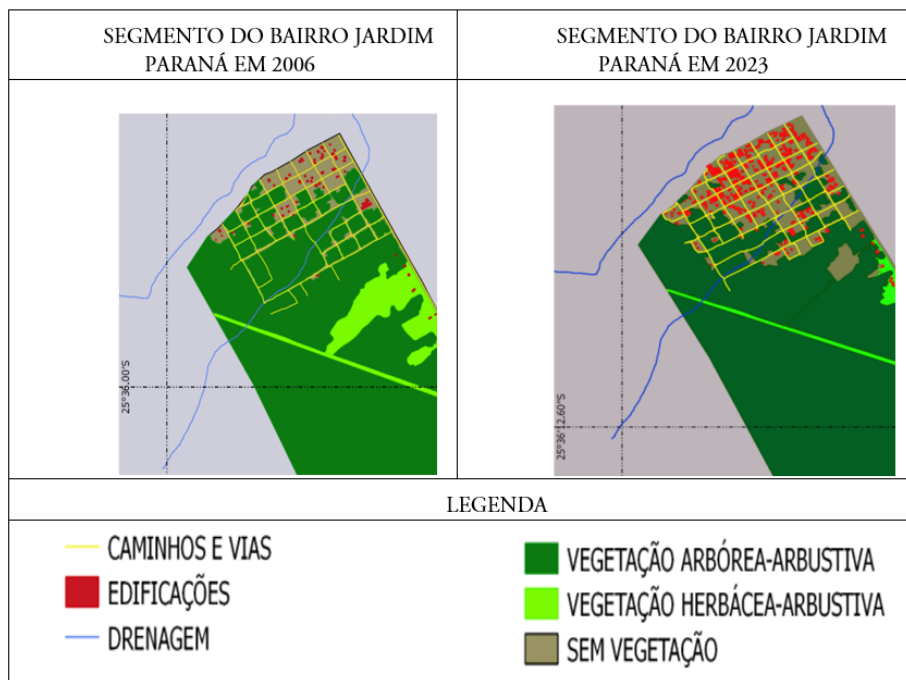 SEGMENTO DO BAIRRO JARDIM
PARANÁ EM 2006
SEGMENTO DO BAIRRO JARDIM
PARANÁ EM 2023
25°36.00'S
25°36'12.60"S
LEGENDA
CAMINHOS E VIAS
EDIFICAÇÕES
DRENAGEM
VEGETAÇÃO ARBÓREA-ARBUSTIVA
VEGETAÇÃO HERBÁCEA-ARBUSTIVA
SEM VEGETAÇÃO